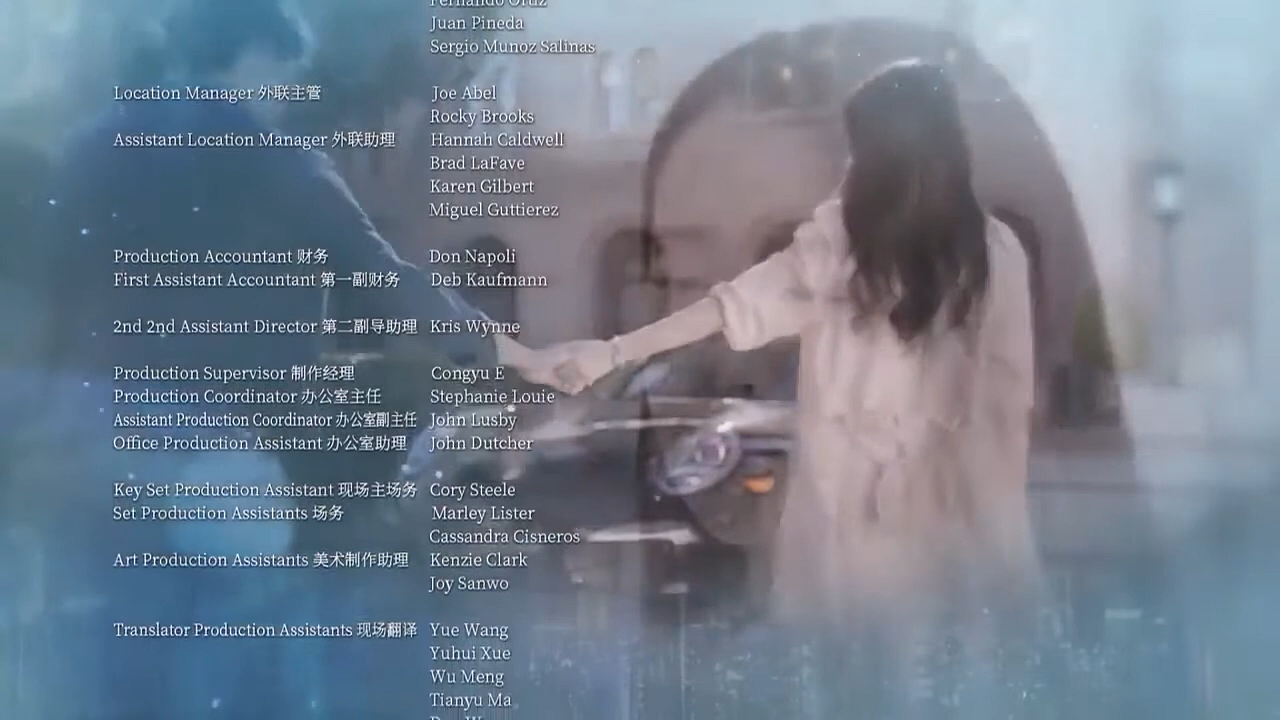 Juan Pineda
Sergio Munoz Salinas
Location Manager 外联主管 Joe Abel
Rocky Brooks
Assistant Location Manager 外联助理 Hannah Caldwell
Brad LaFave
Karen Gilbert
Miguel Guttierez
Production Accountant 财务 Don Napoli
First Assistant Accountant 第一副财务 Deb Kaufmann
2nd 2nd Assistant Director 第二副导助理 Kris Wynne
Production Supervisor 制作经理 Congyu E
Production Coordinator 办公室主任 Stephanie Louie
Assistant Production Coordinator 办公室副主任 John Lusby
Office Production Assistant 办公室助理 John Dutcher
Key Set Production Assistant 现场主场务 Cory Steele
Set Production Assistants 场务 Marley Lister
Cassandra Cisneros
Art Production Assistants 美术制作助理 Kenzie Clark
Joy Sanwo
Translator Production Assistants 现场翻译 Yue Wang
Yuhui Xue
Wu Meng
Tianyu Ma